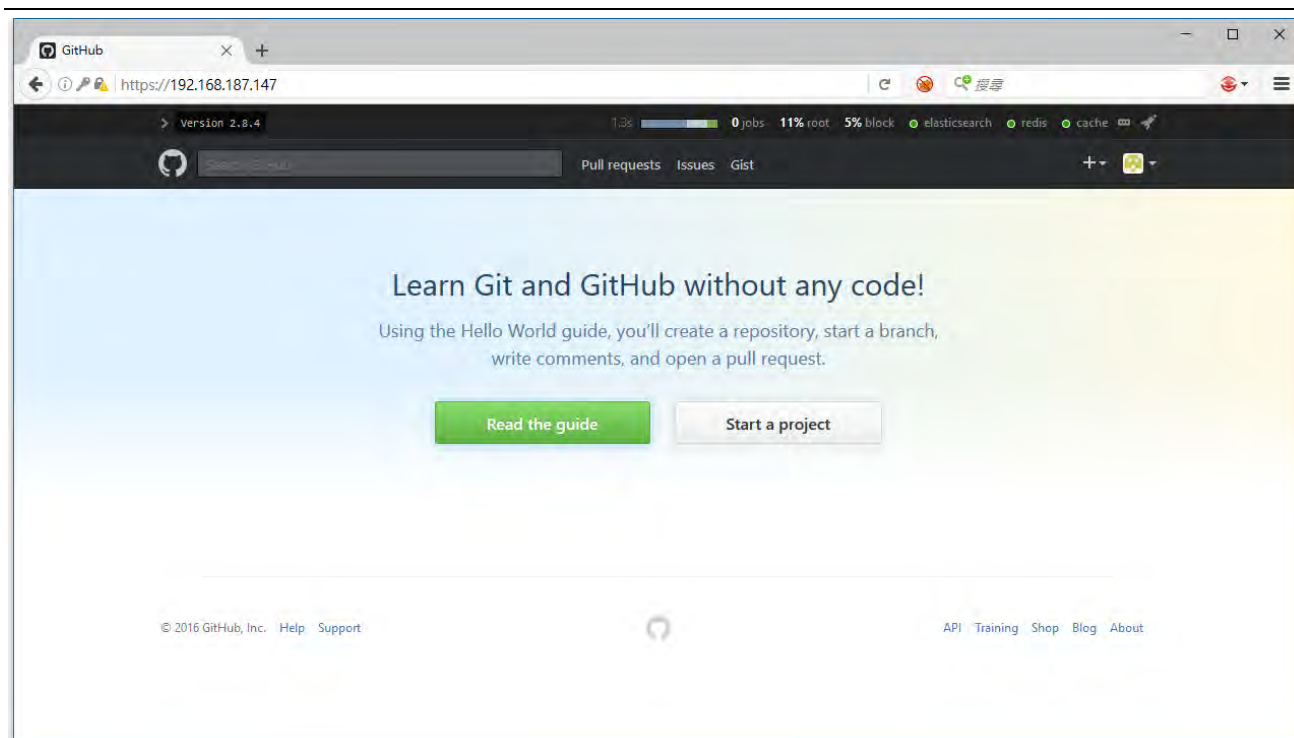 GitHub
https://192.168.187.147
搜尋
> Version 2.8.4 1.3s 0 jobs 11% root 5% block elasticsearch redis cache
Search GitHub Pull requests Issues Gist
Learn Git and GitHub without any code!
Using the Hello World guide, you'll create a repository, start a branch,
write comments, and open a pull request.
Read the guide Start a project
© 2016 GitHub, Inc. Help Support API Training Shop Blog About